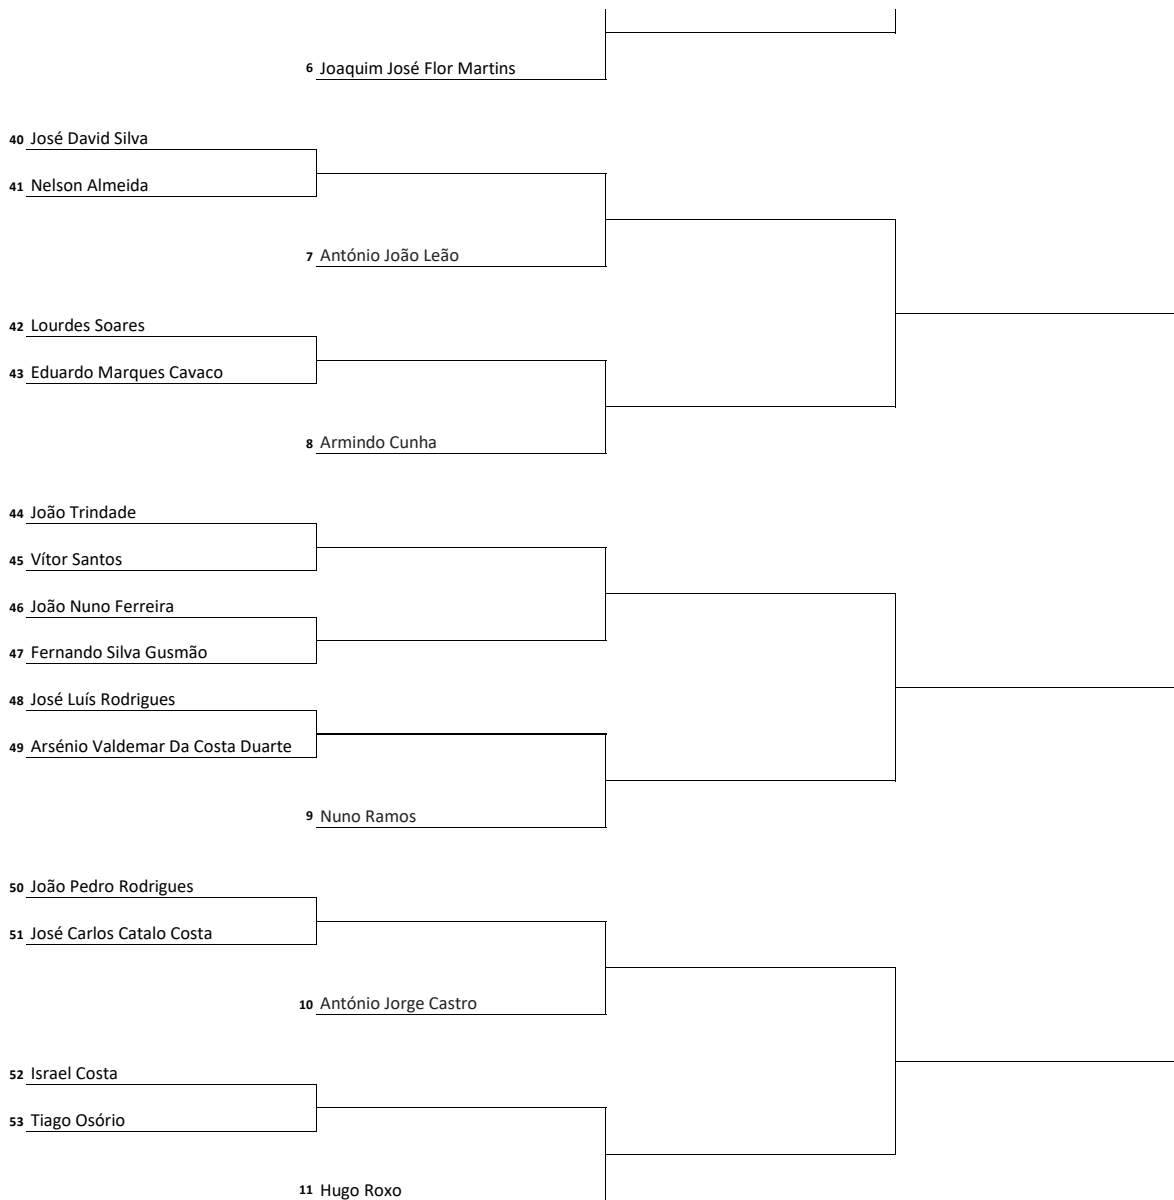 6 Joaquim José Flor Martins
40 José David Silva
41 Nelson Almeida
7 António João Leão
42 Lourdes Soares
43 Eduardo Marques Cavaco
8 Armindo Cunha
44 João Trindade
45 Vítor Santos
46 João Nuno Ferreira
47 Fernando Silva Gusmão
48 José Luís Rodrigues
49 Arsénio Valdemar Da Costa Duarte
9 Nuno Ramos
50 João Pedro Rodrigues
51 José Carlos Catalo Costa
10 António Jorge Castro
52 Israel Costa
53 Tiago Osório
11 Hugo Roxo